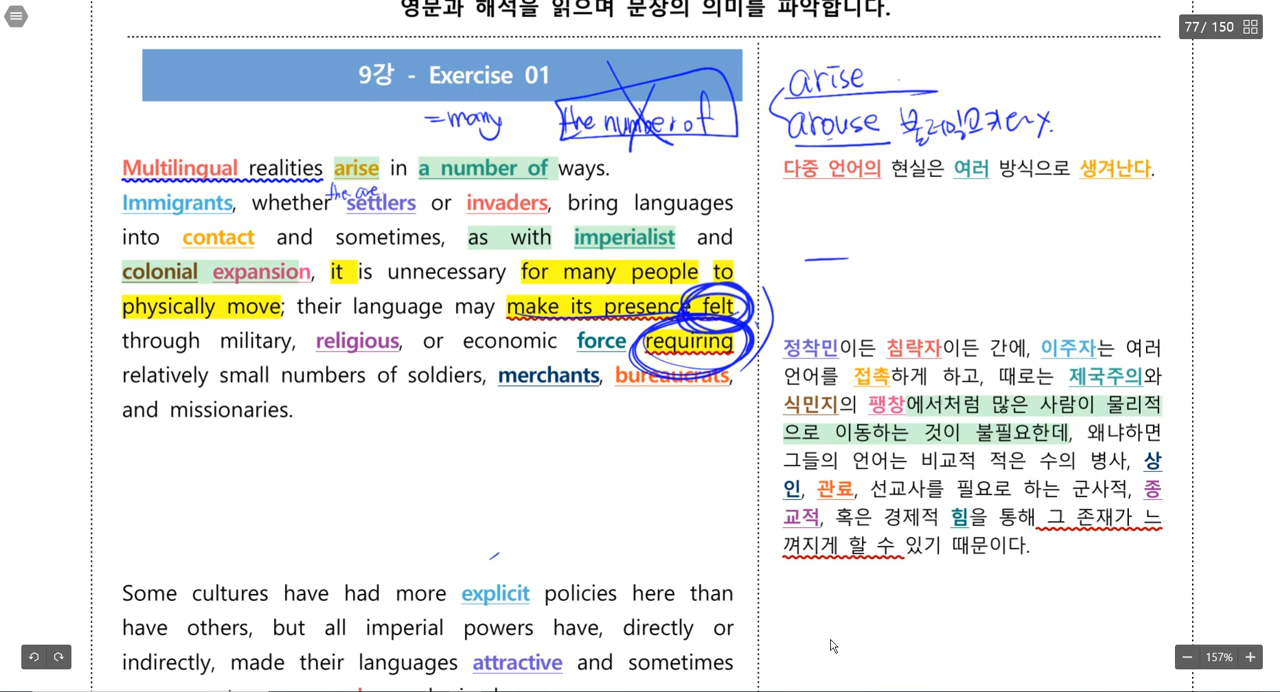 영문과 해석을 읽으며 문장의 의미를 파악합니다.
77/ 150
9강 - Exercise 01
=many
the number of
arise
arouse 불러일으키다 X.
Multilingual realities arise in a number of ways.
they are
Immigrants, whether settlers or invaders, bring languages
into contact and sometimes, as with imperialist and
colonial expansion, it is unnecessary for many people to
physically move; their language may make its presence felt
through military, religious, or economic force requiring
relatively small numbers of soldiers, merchants, bureaucrats,
and missionaries.
Some cultures have had more explicit policies here than
have others, but all imperial powers have, directly or
indirectly, made their languages attractive and sometimes
다중 언어의 현실은 여러 방식으로 생겨난다.
정착민이든 침략자이든 간에, 이주자는 여러
언어를 접촉하게 하고, 때로는 제국주의와
식민지의 팽창에서처럼 많은 사람이 물리적
으로 이동하는 것이 불필요한데, 왜냐하면
그들의 언어는 비교적 적은 수의 병사, 상
인, 관료, 선교사를 필요로 하는 군사적, 종
교적, 혹은 경제적 힘을 통해 그 존재가 느
껴지게 할 수 있기 때문이다.
157%